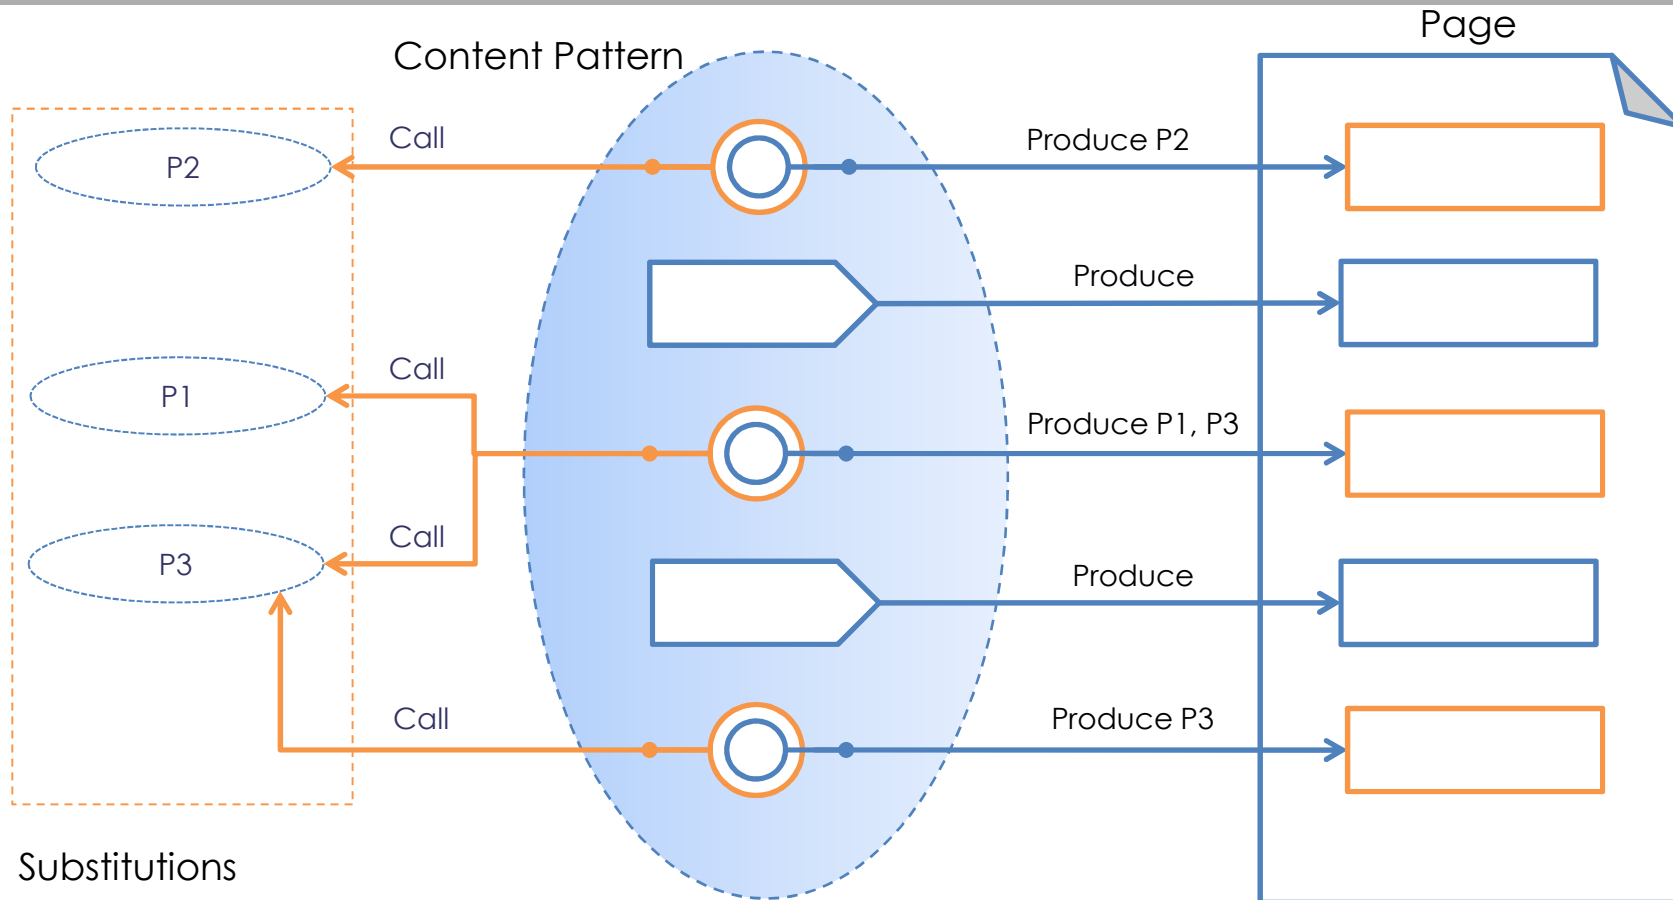 Page
Content Pattern
Call
Produce P2
P2
Produce
Call
P1
Produce P1, P3
Call
P3
Produce
Call
Produce P3
Substitutions